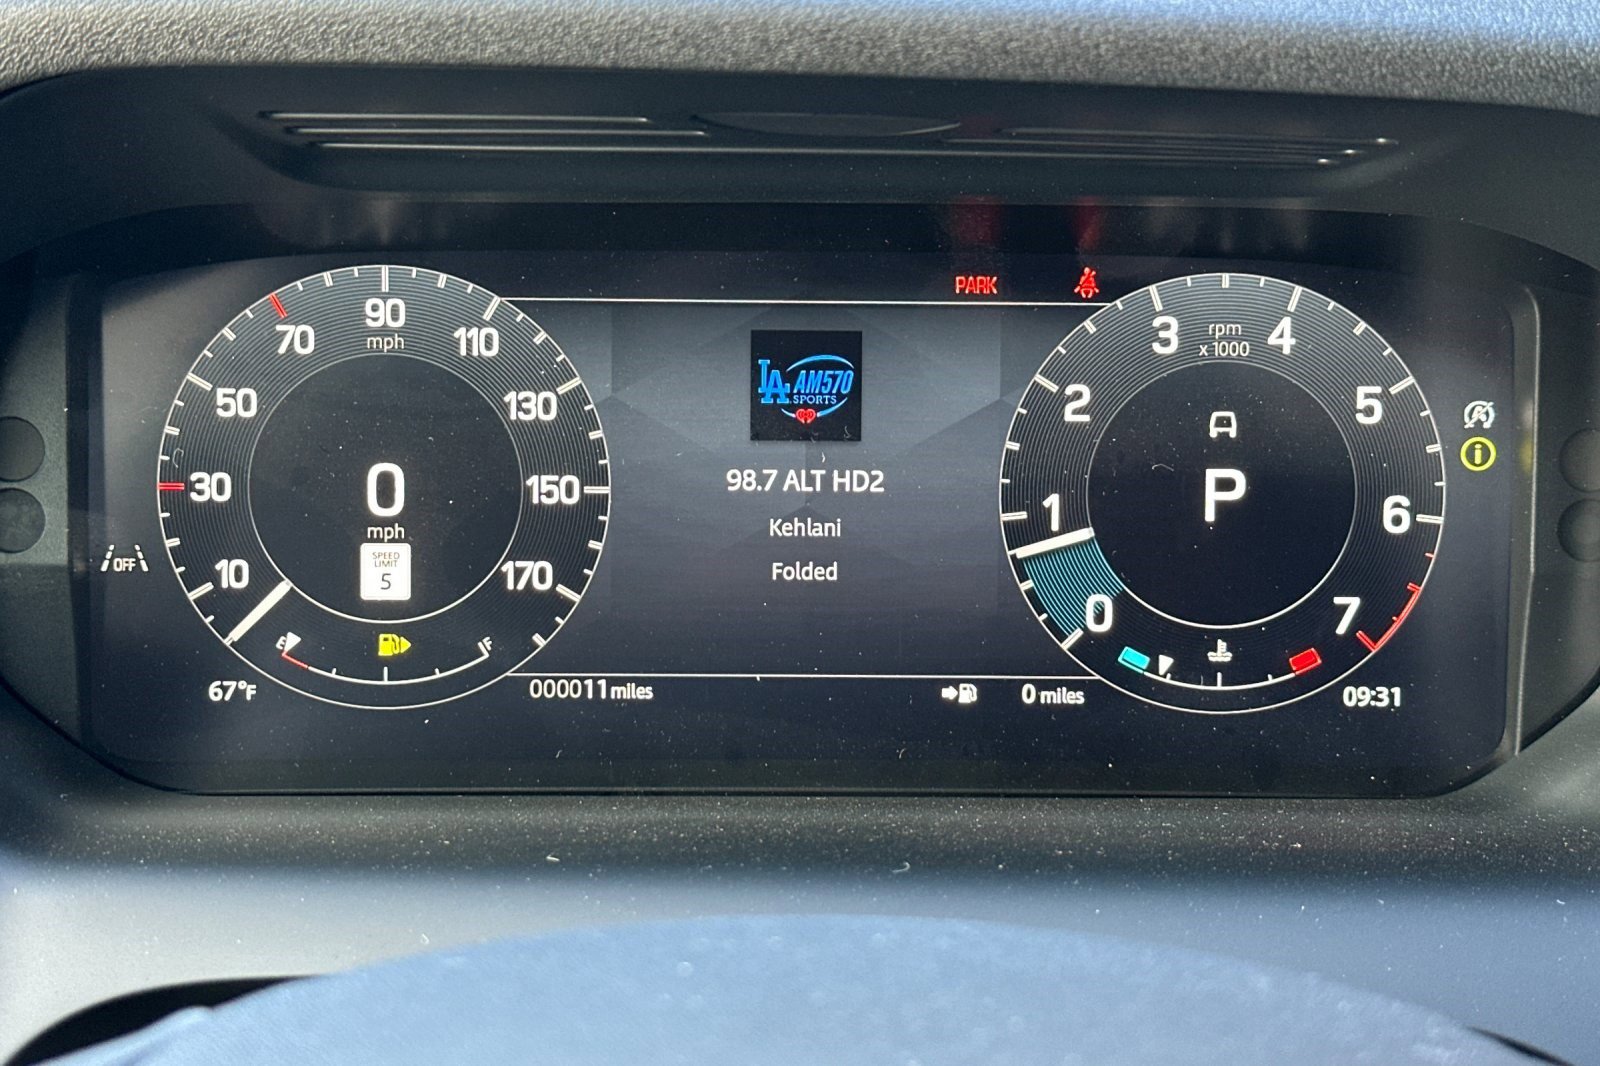 PARK
90
mph
70
110
50
130
30
150
10
170
0
mph
SPEED
LIMIT
5
E
F
67°F
000011 miles
LA
AM570
SPORTS
98.7 ALT HD2
Kehlani
Folded
0 miles
3
rpm
x 1000
4
2
5
1
6
0
7
P
09:31
OFF
A
i